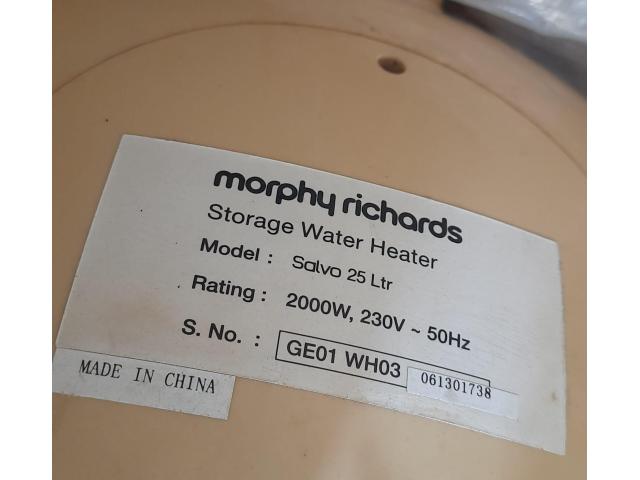 morphy richards
Storage Water Heater
Model : Salvo 25 Ltr
Rating : 2000W, 230V ~ 50Hz
S. No. : GE01 WH03 061301738
MADE IN CHINA